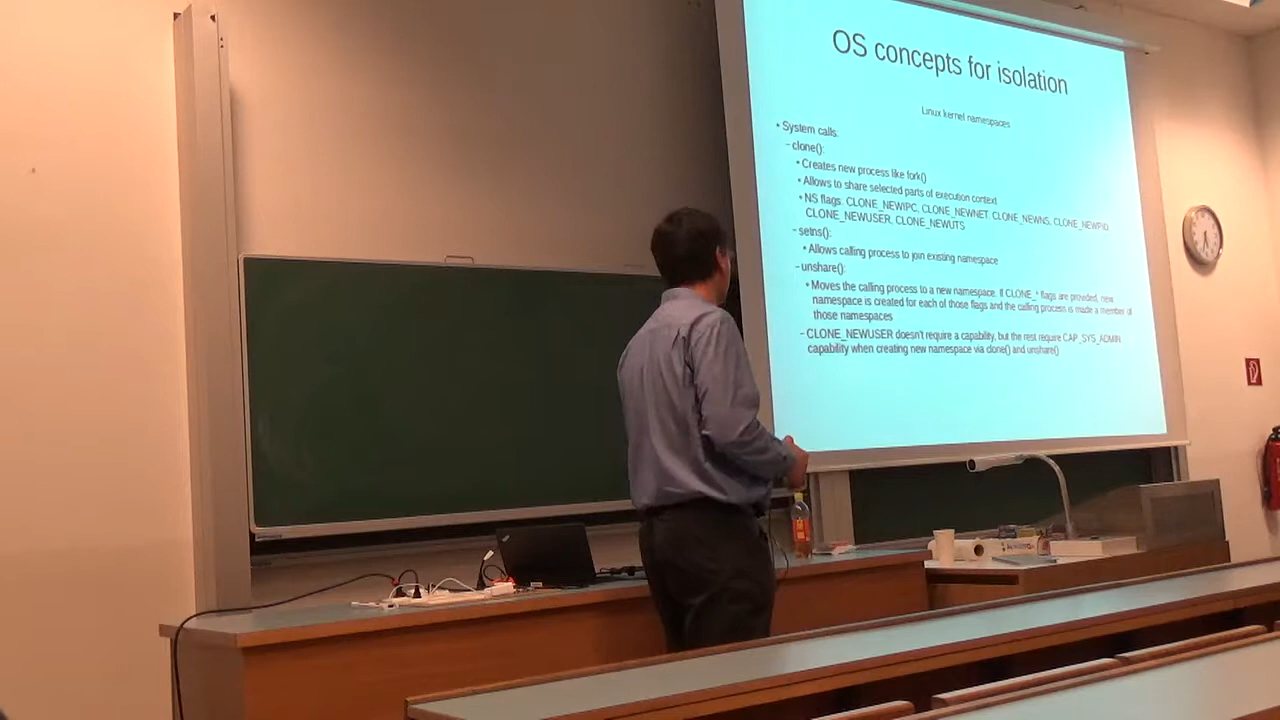 OS concepts for isolation
Linux kernel namespaces
• System calls:
– clone():
• Creates new process like fork()
• Allows to share selected parts of execution context
• NS flags: CLONE_NEWIPC, CLONE_NEWNET, CLONE_NEWNS, CLONE_NEWPID,
CLONE_NEWUSER, CLONE_NEWUTS
– setns():
• Allows calling process to join existing namespace
– unshare():
• Moves the calling process to a new namespace. If CLONE_* flags are provided, new
namespace is created for each of those flags and the calling process is made a member of
those namespaces
– CLONE_NEWUSER doesn't require a capability, but the rest require CAP_SYS_ADMIN
capability when creating new namespace via clone() and unshare()